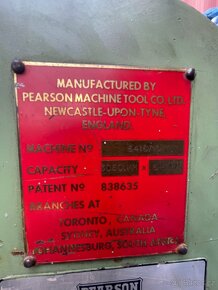 MANUFACTURED BY
PEARSON MACHINE TOOL CO. LTD.
NEWCASTLE-UPON-TYNE,
ENGLAND.
MACHINE No
CAPACITY
PATENT No 838635
BRANCHES AT
TORONTO, CANADA
SYDNEY, AUSTRALIA
JOHANNESBURG, SOUTH AFRICA
PEARSON